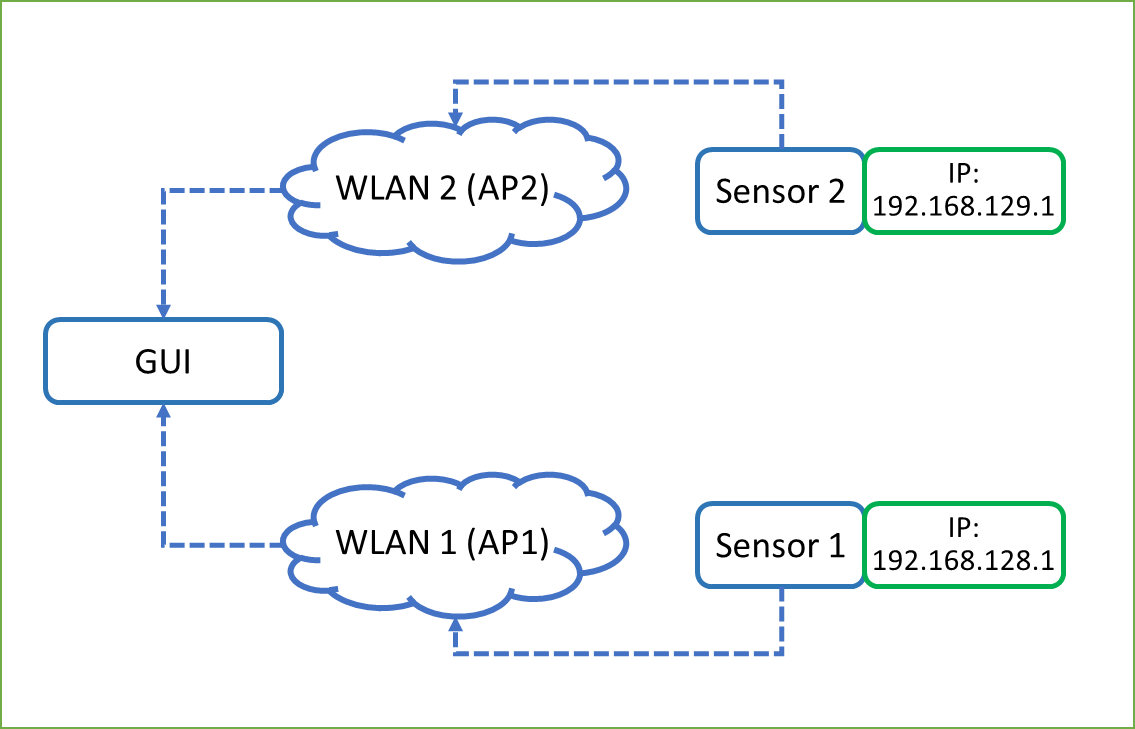 WLAN 2 (AP2)
Sensor 2
IP:
192.168.129.1
GUI
WLAN 1 (AP1)
Sensor 1
IP:
192.168.128.1